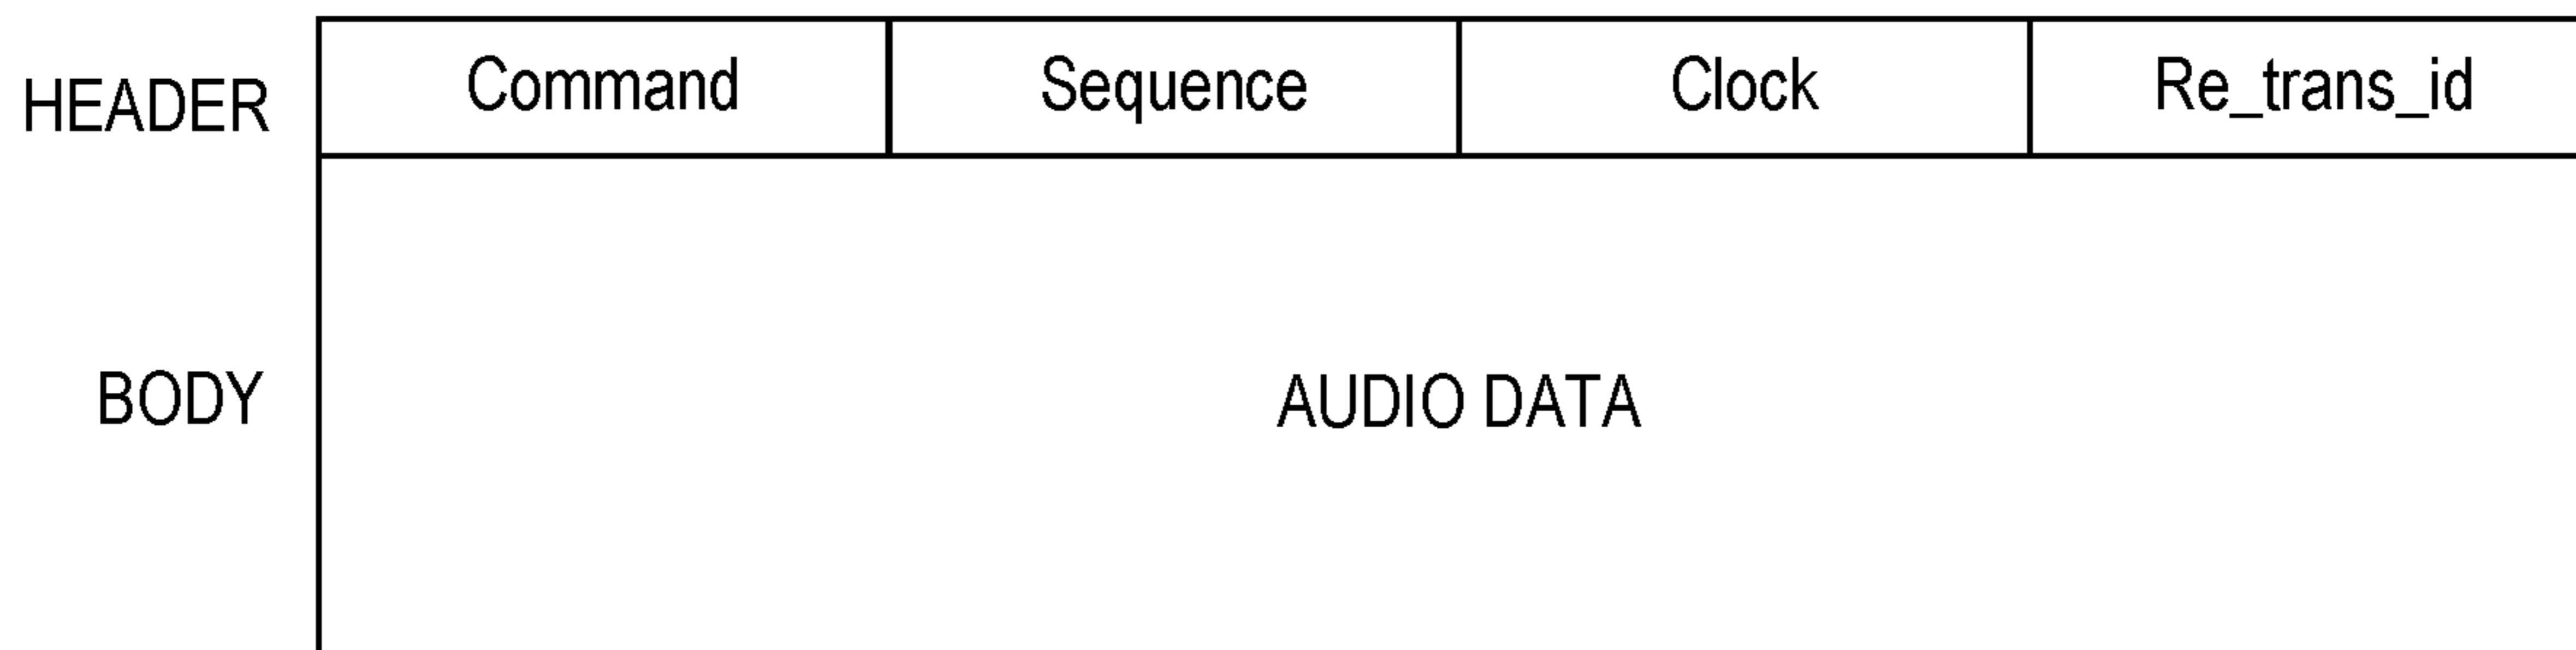 HEADER Command Sequence Clock Re_trans_id
BODY AUDIO DATA